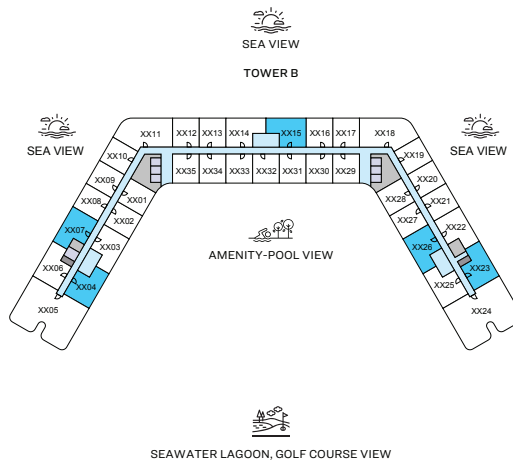 SEA VIEW
TOWER B
SEA VIEW
SEA VIEW
XX11 XX12 XX13 XX14 XX15 XX16 XX17 XX18
XX10 XX35 XX34 XX33 XX32 XX31 XX30 XX29 XX19
XX09 XX20
XX08 XX01 XX28 XX21
XX07 XX02 XX27 XX22
XX03 XX26
XX06 XX23
XX04 XX25
XX05 XX24
AMENITY-POOL VIEW
SEAWATER LAGOON, GOLF COURSE VIEW